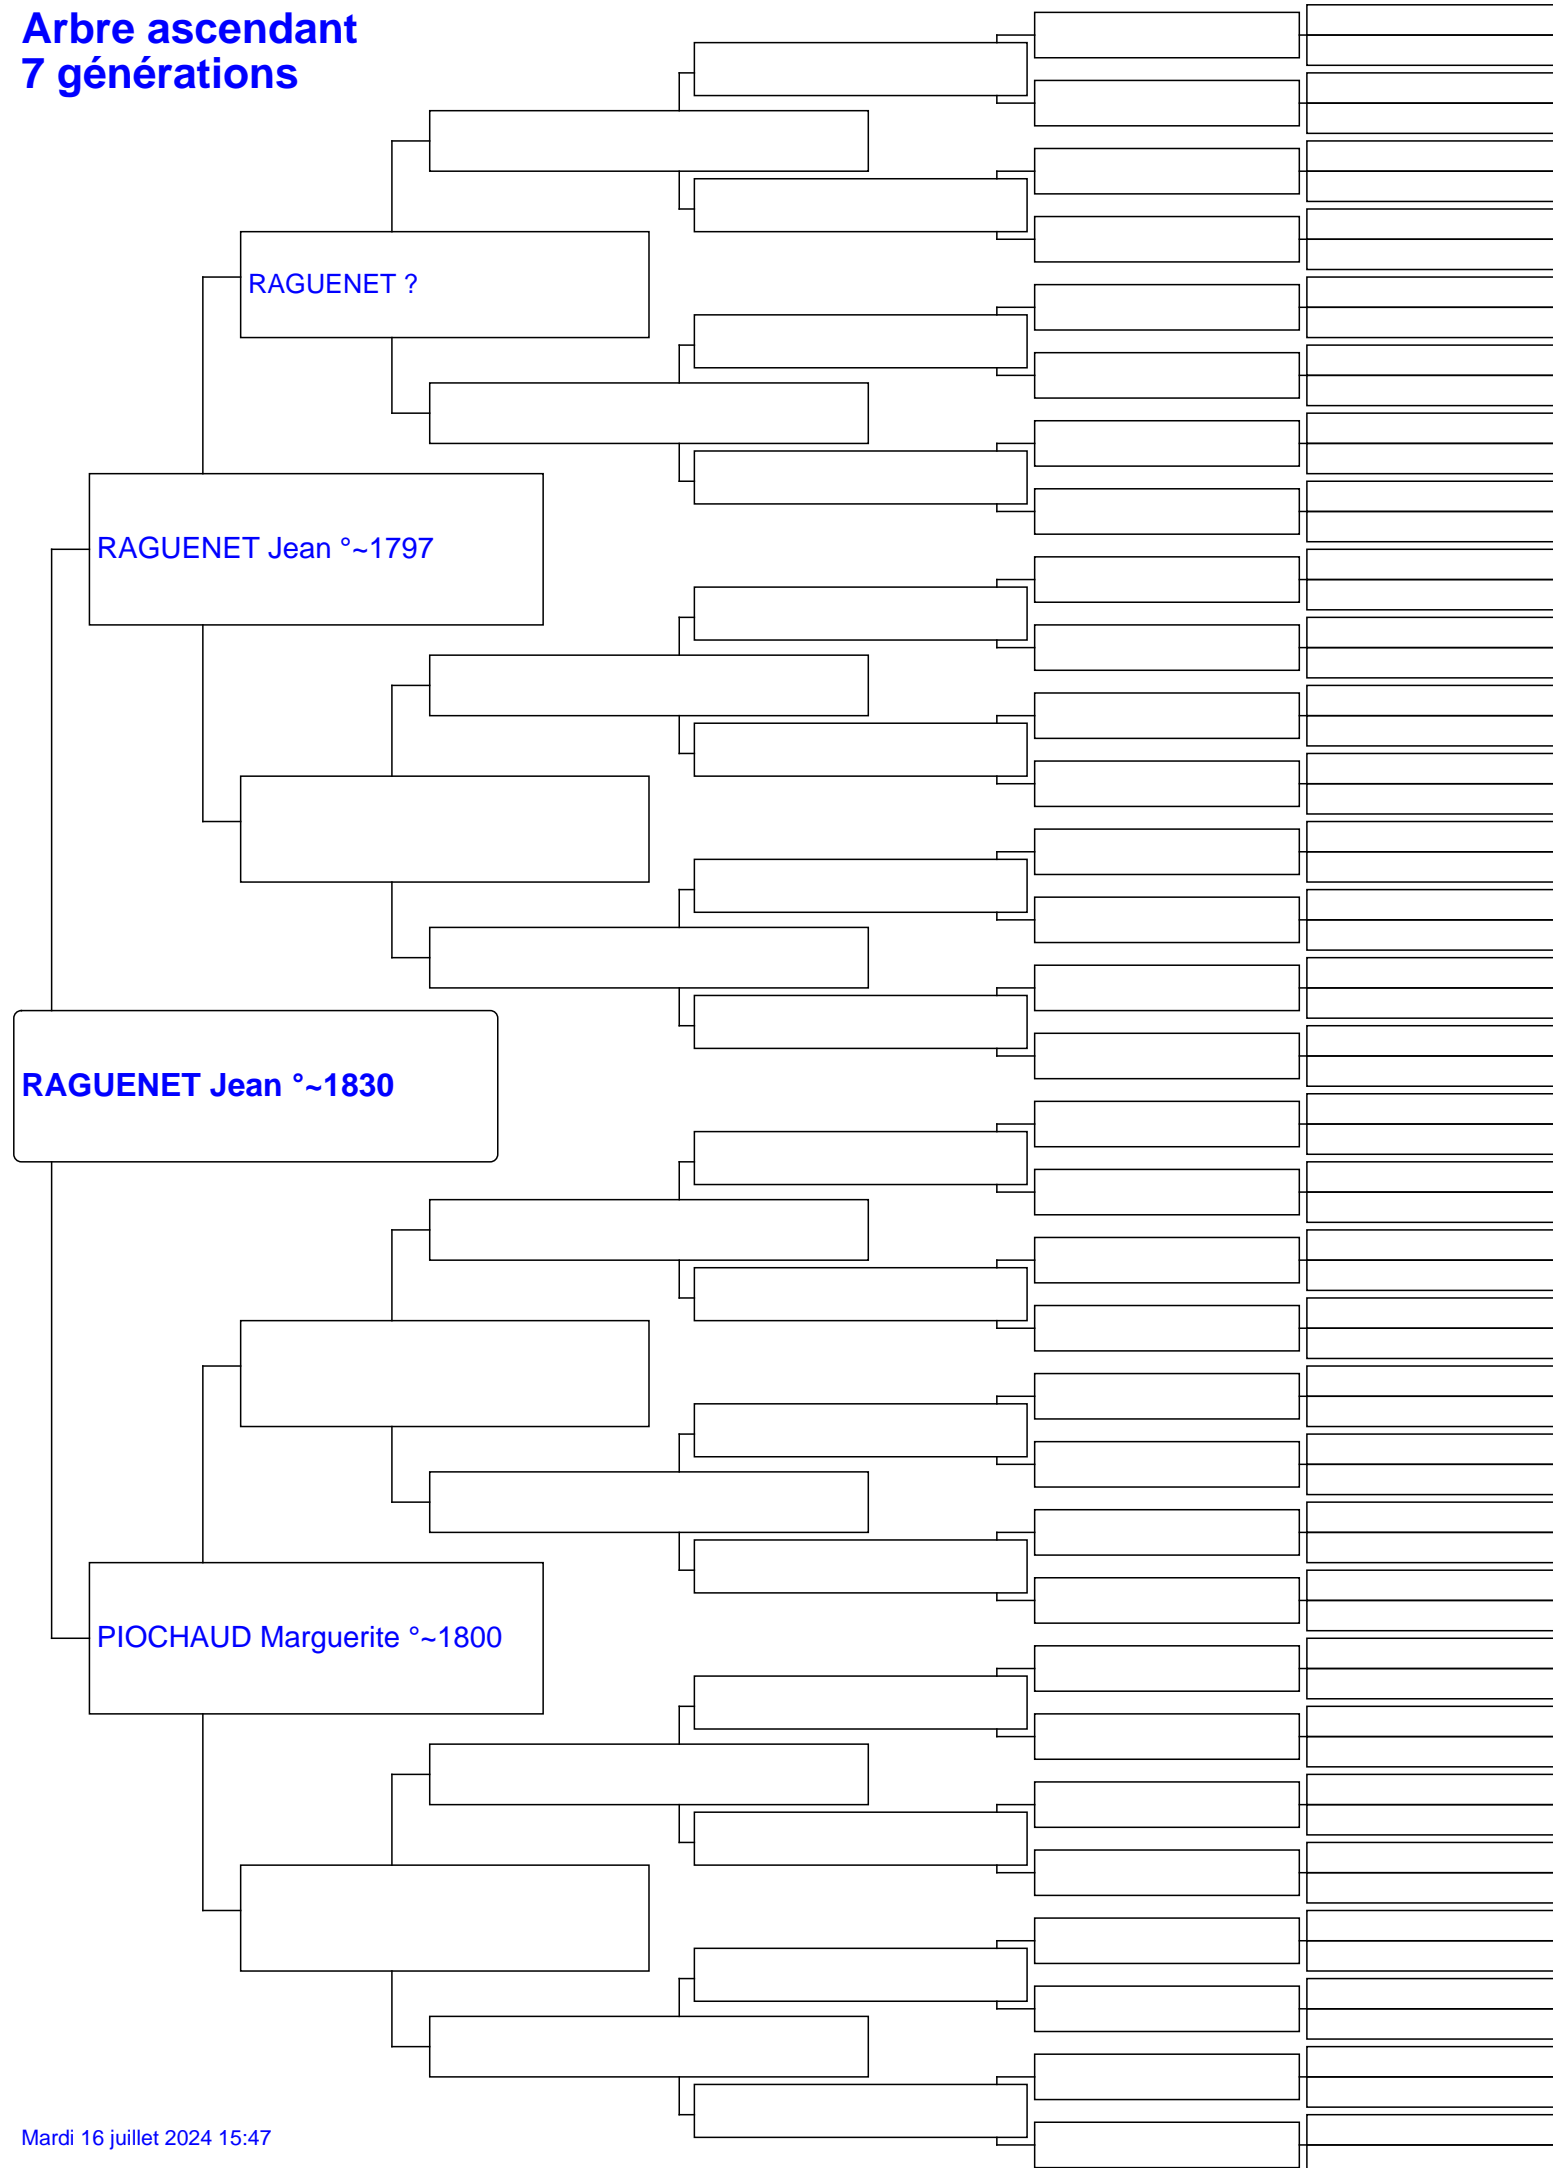 Arbre ascendant
7 générations
RAGUENET ?
RAGUENET Jean °~1797
RAGUENET Jean °~1830
PIOCHAUD Marguerite °~1800
Mardi 16 juillet 2024 15:47